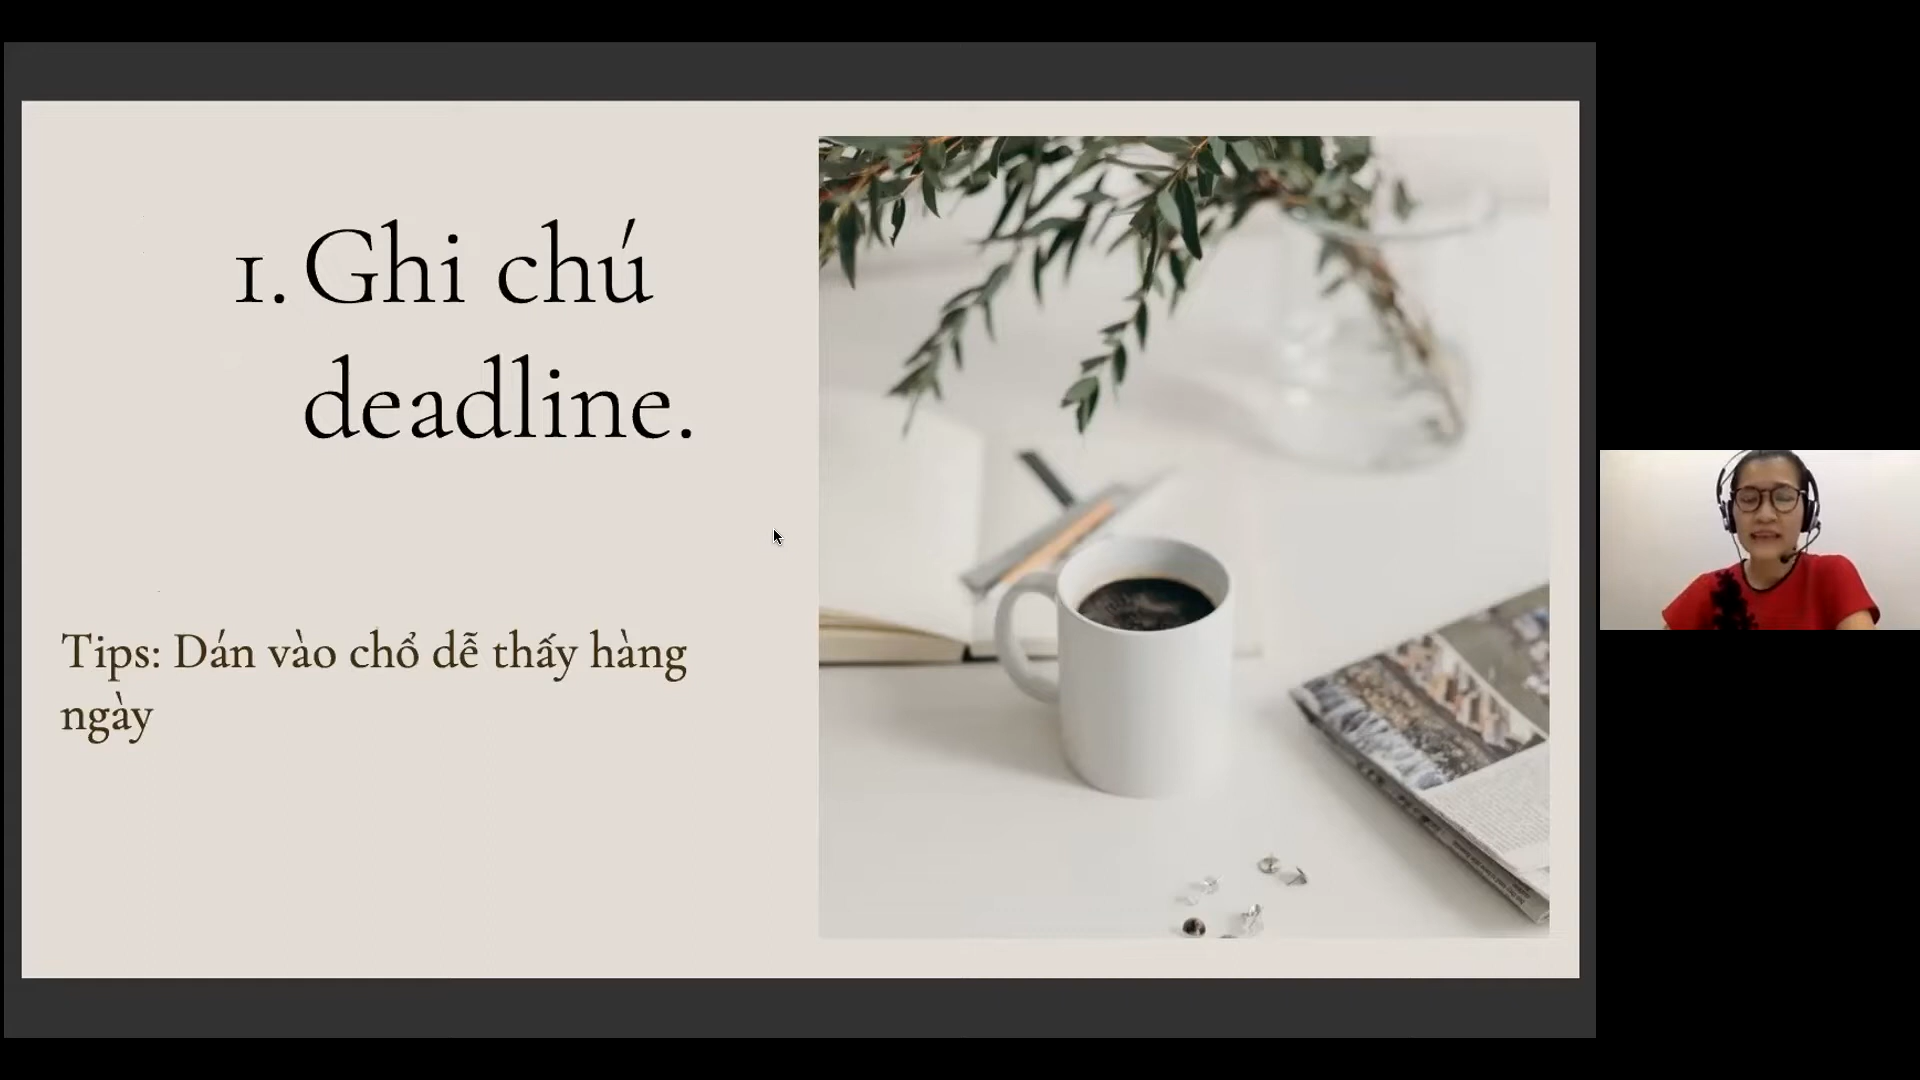 1. Ghi chú
deadline.
Tips: Dán vào chổ dễ thấy hàng
ngày